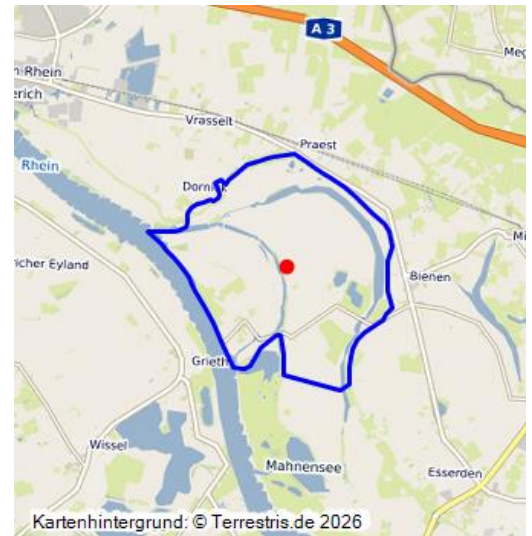 A 3
Meg
m Rhein
erich
Vrasselt
Praest
Rhein
Dornick
richer Eyland
Bienen
Mi
Grieth
Wissel
Mahnensee
Esserden
Kartenhintergrund: © Terrestris.de 2026